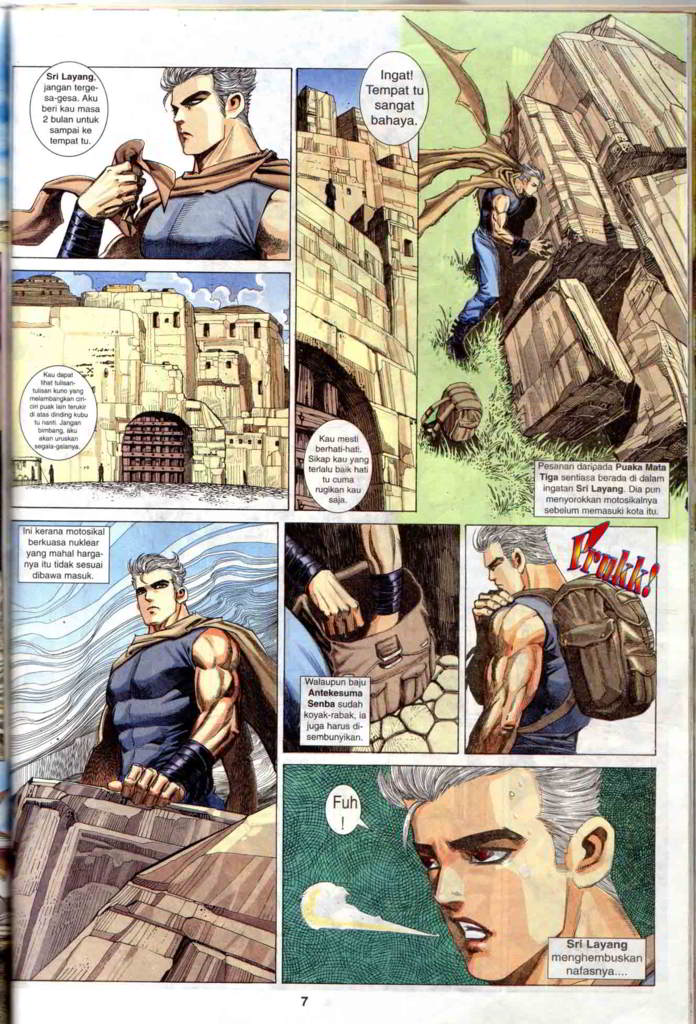 Sri Layang,
jangan terge-
sa-gesa. Aku
beri kau masa
2 bulan untuk
sampai ke
tempat tu.
Ingat!
Tempat tu
sangat
bahaya.
Kau dapat
lihat tulisan-
tulisan kuno yang
melambangkan ciri-
ciri puak lain terukir
di atas dinding kubu
tu nanti. Jangan
bimbang, aku
akan uruskan
segala-galanya.
Kau mesti
berhati-hati.
Sikap kau yang
terlalu baik hati
tu cuma
rugikan kau
saja.
Pesanan daripada Puaka Mata
Tiga sentiasa berada di dalam
ingatan Sri Layang. Dia pun
menyorokkan motosikalnya
sebelum memasuki kota itu.
Ini kerana motosikal
berkuasa nuklear
yang mahal harga-
nya itu tidak sesuai
dibawa masuk.
Walaupun baju
Antekesuma
Senba sudah
koyak-rabak, ia
juga harus di-
sembunyikan.
Prukk!
Fuh
!
Sri Layang
menghembuskan
nafasnya....
7